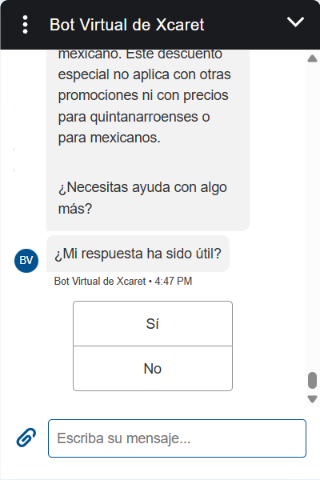 Bot Virtual de Xcaret
mexicano. Este descuento
especial no aplica con otras
promociones ni con precios
para quintanarroenses o
para mexicanos.
¿Necesitas ayuda con algo
más?
BV
¿Mi respuesta ha sido útil?
Bot Virtual de Xcaret • 4:47 PM
Sí
No
Escriba su mensaje...